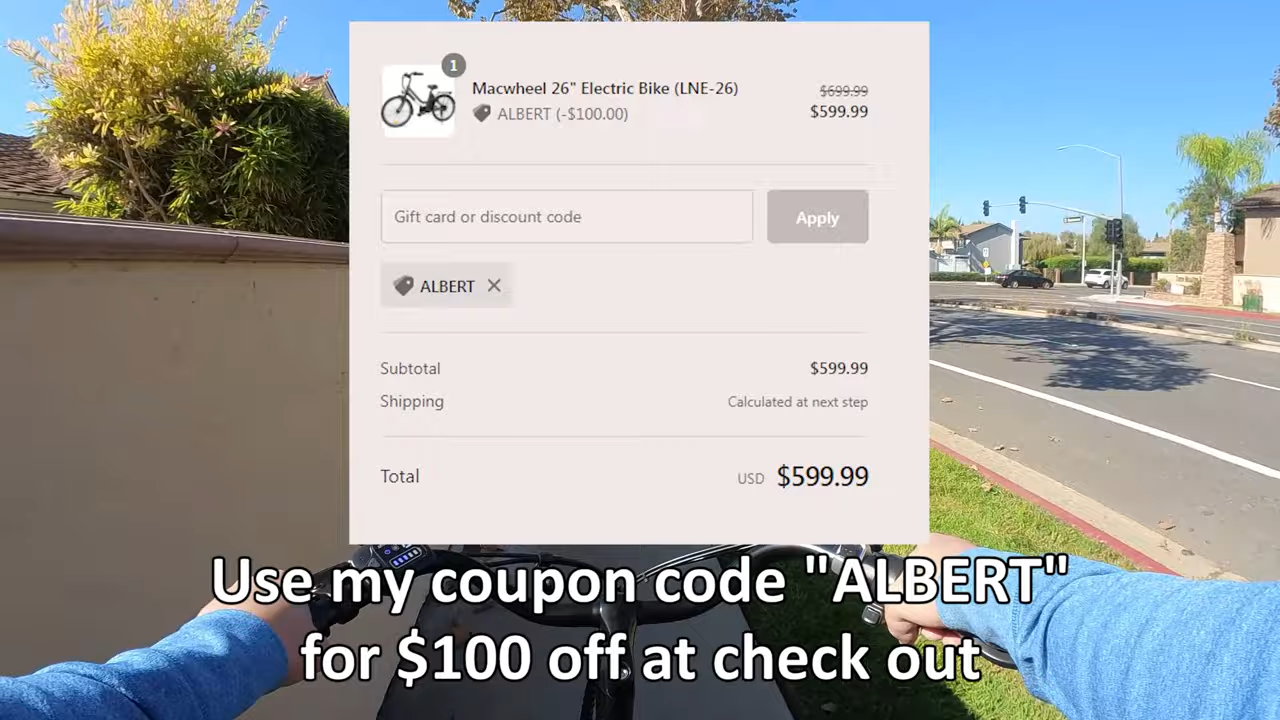 1
Macwheel 26" Electric Bike (LNE-26)
$699.99
ALBERT (-$100.00)
$599.99
Gift card or discount code
Apply
ALBERT
Subtotal
$599.99
Shipping
Calculated at next step
Total
USD $599.99
Use my coupon code "ALBERT"
for $100 off at check out